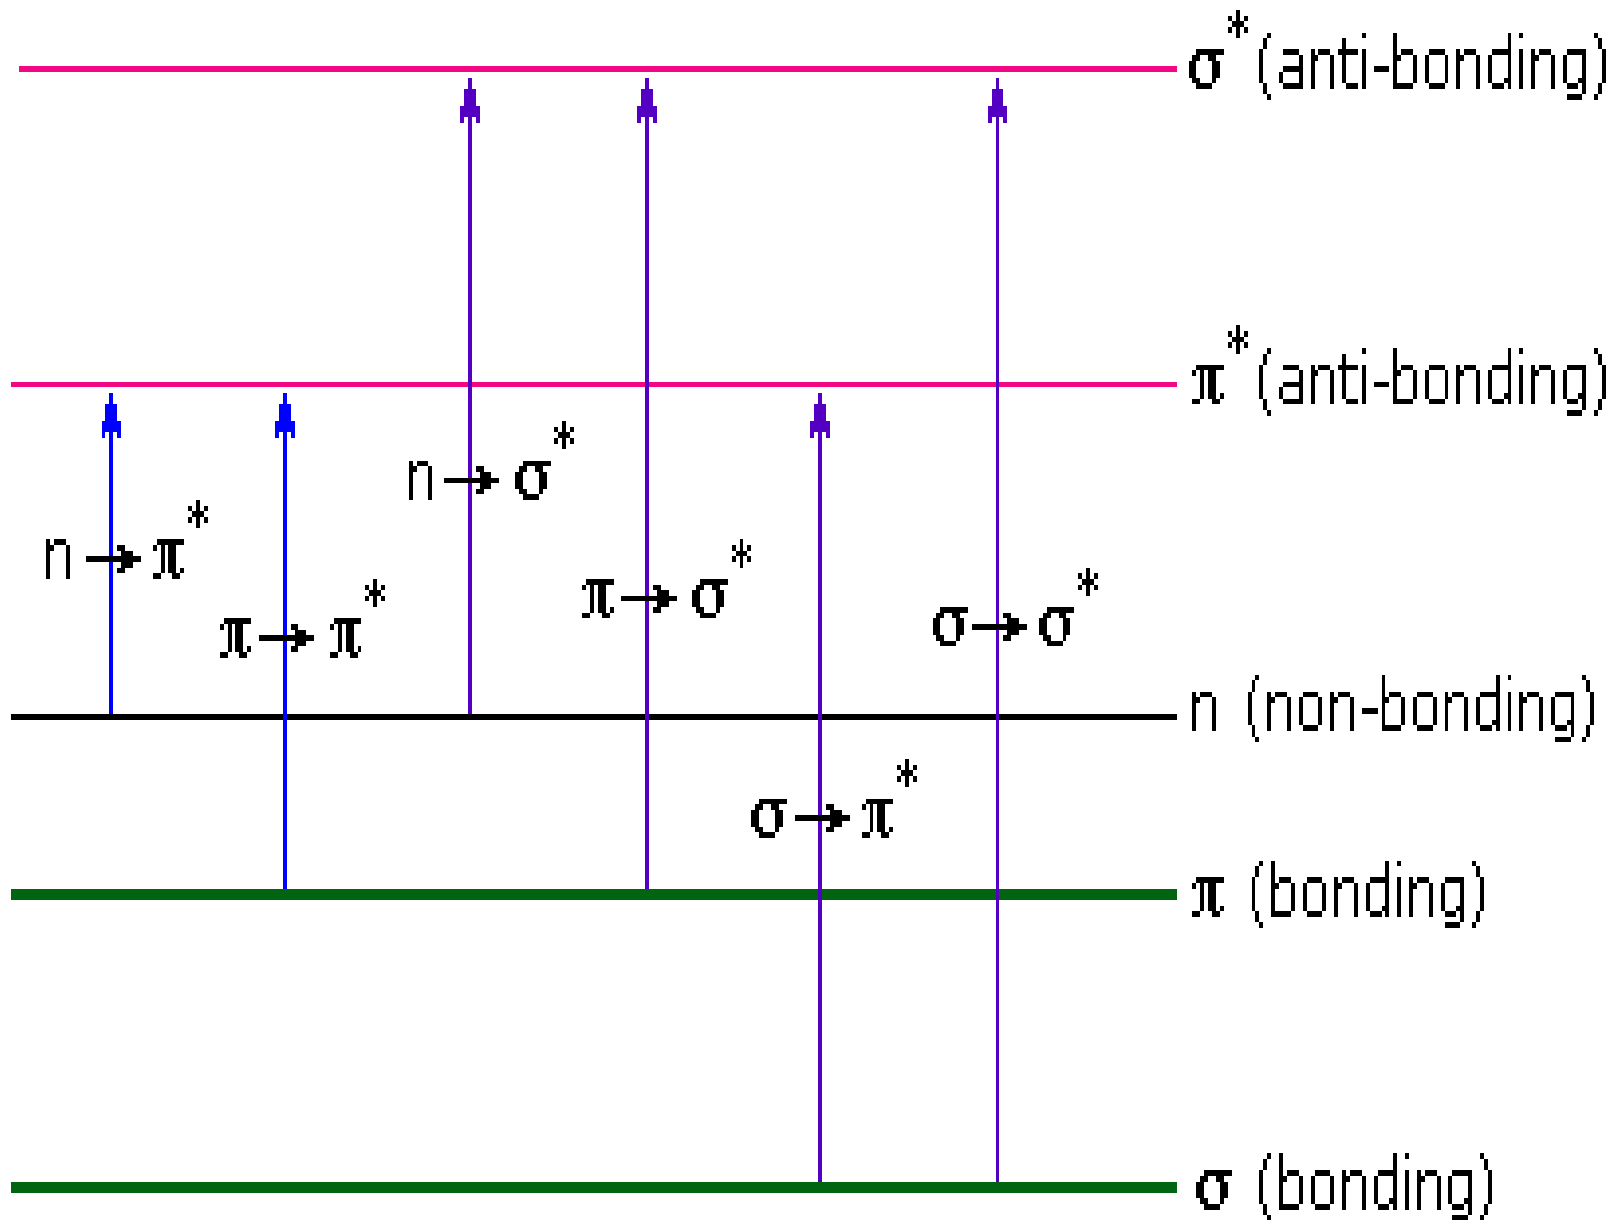 σ* (anti-bonding)
π* (anti-bonding)
n→σ*
n→π*
π→σ*
σ→σ*
π→π*
n (non-bonding)
σ→π*
π (bonding)
σ (bonding)